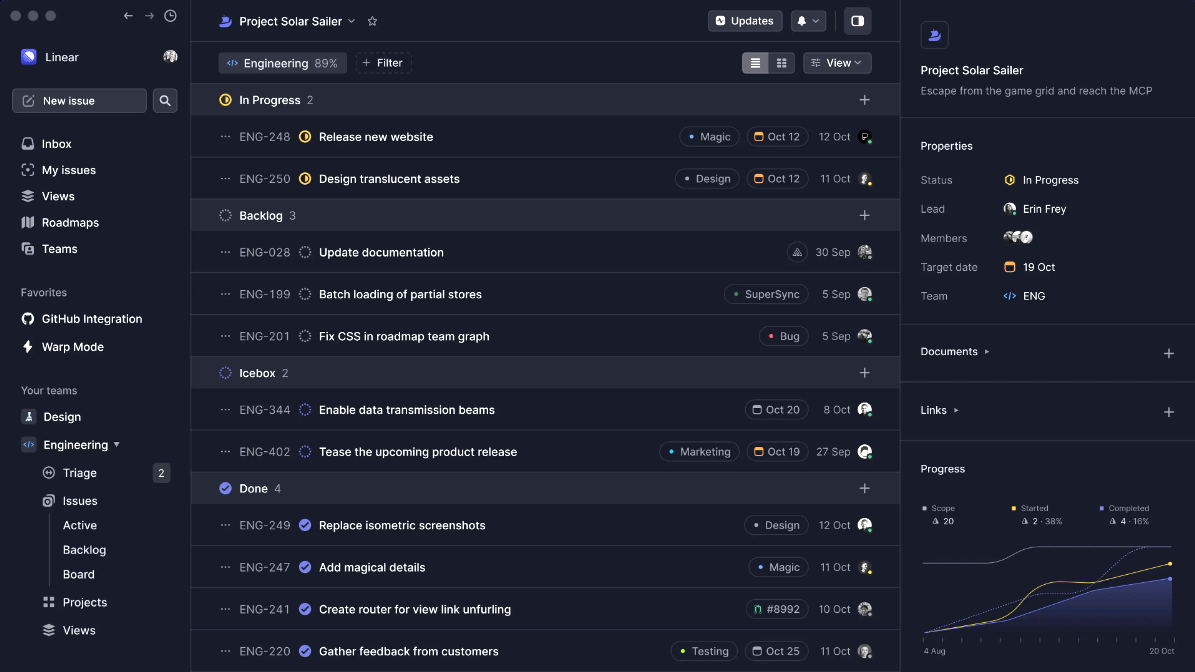 Linear
New issue
Inbox
My issues
Views
Roadmaps
Teams
Favorites
GitHub Integration
Warp Mode
Your teams
Design
Engineering
Triage 2
Issues
Active
Backlog
Board
Projects
Views
Project Solar Sailer
Updates
Engineering 89%
Filter
View
In Progress 2
ENG-248 Release new website Magic Oct 12 12 Oct
ENG-250 Design translucent assets Design Oct 12 11 Oct
Backlog 3
ENG-028 Update documentation 30 Sep
ENG-199 Batch loading of partial stores SuperSync 5 Sep
ENG-201 Fix CSS in roadmap team graph Bug 5 Sep
Icebox 2
ENG-344 Enable data transmission beams Oct 20 8 Oct
ENG-402 Tease the upcoming product release Marketing Oct 19 27 Sep
Done 4
ENG-249 Replace isometric screenshots Design 12 Oct
ENG-247 Add magical details Magic 11 Oct
ENG-241 Create router for view link unfurling #8992 10 Oct
ENG-220 Gather feedback from customers Testing Oct 25 11 Oct
Project Solar Sailer
Escape from the game grid and reach the MCP
Properties
Status In Progress
Lead Erin Frey
Members
Target date 19 Oct
Team ENG
Documents
Links
Progress
Scope Started Completed
20 2 · 38% 4 · 16%
4 Aug 20 Oct